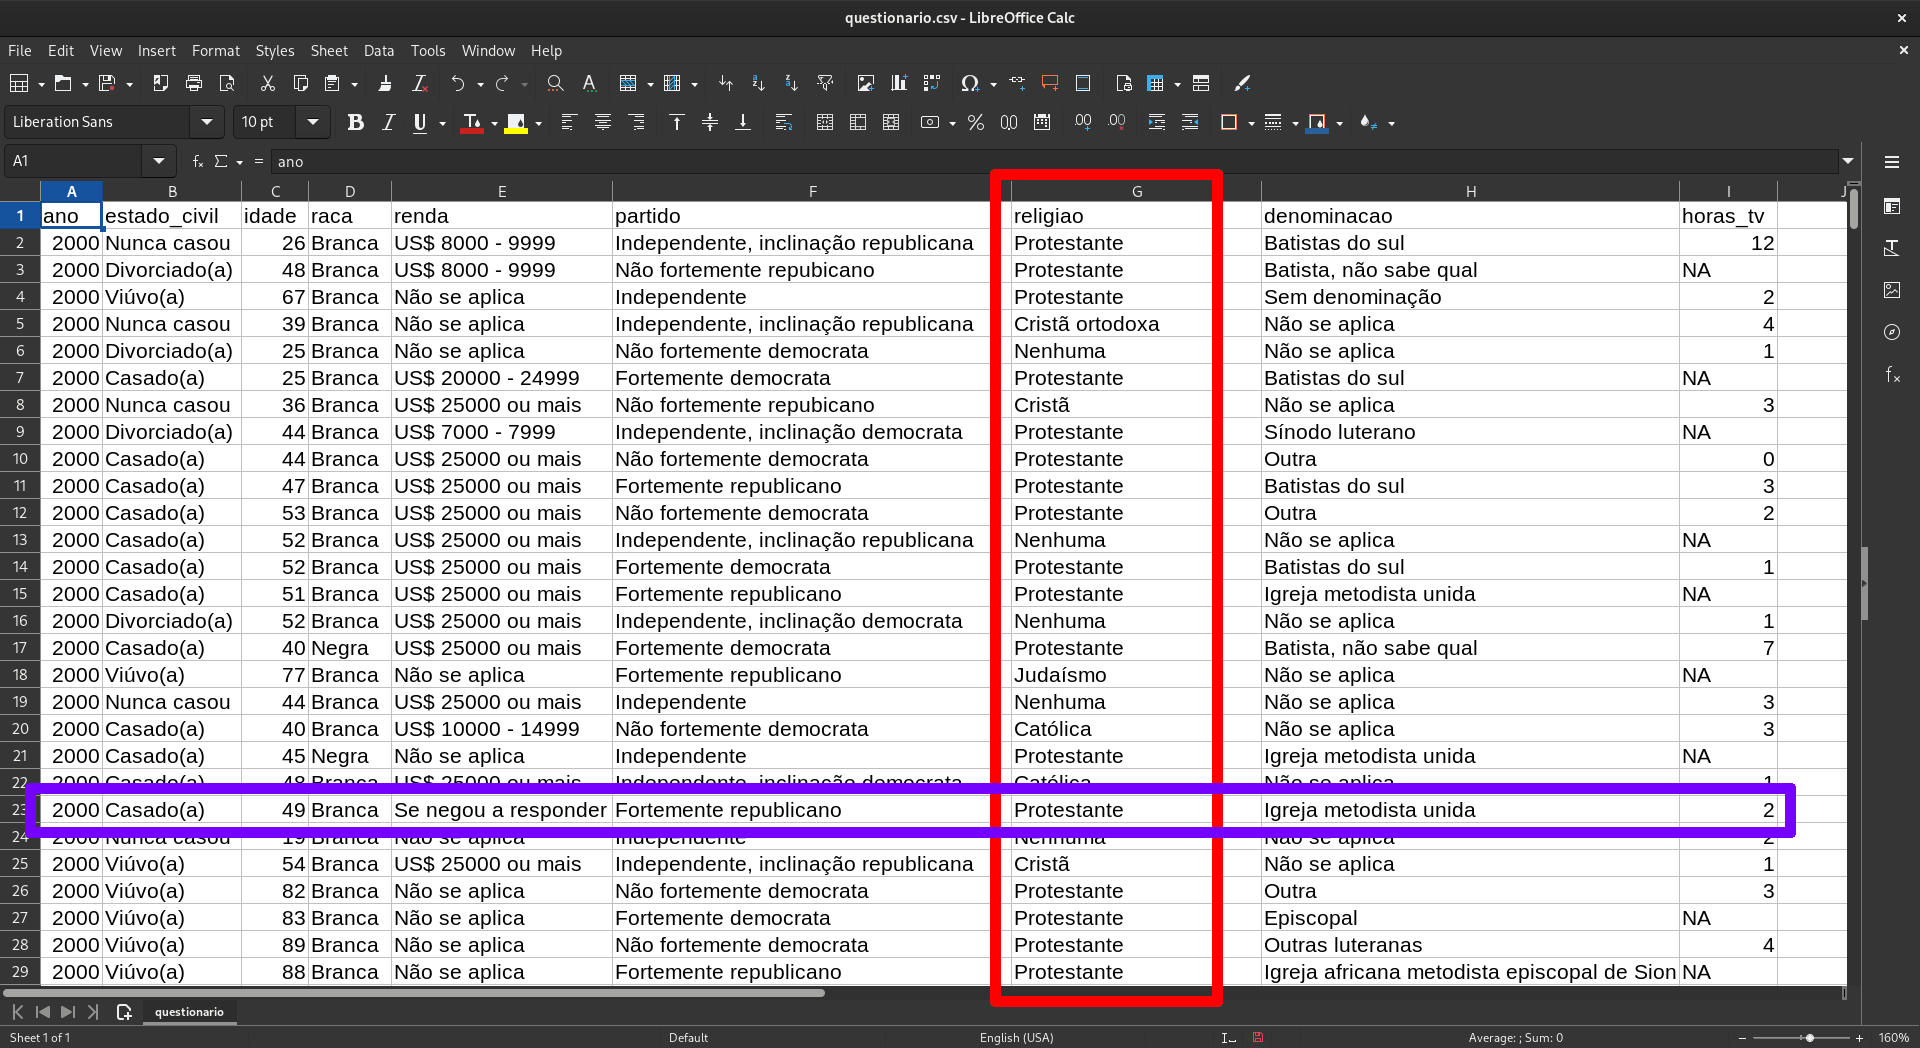 questionario.csv - LibreOffice Calc
File Edit View Insert Format Styles Sheet Data Tools Window Help
Liberation Sans 10 pt
A1 ano
A B C D E F G H I J
1 ano estado_civil idade raca renda partido religiao denominacao horas_tv
2 2000 Nunca casou 26 Branca US$ 8000 - 9999 Independente, inclinação republicana Protestante Batistas do sul 12
3 2000 Divorciado(a) 48 Branca US$ 8000 - 9999 Não fortemente repubicano Protestante Batista, não sabe qual NA
4 2000 Viúvo(a) 67 Branca Não se aplica Independente Protestante Sem denominação 2
5 2000 Nunca casou 39 Branca Não se aplica Independente, inclinação republicana Cristã ortodoxa Não se aplica 4
6 2000 Divorciado(a) 25 Branca Não se aplica Não fortemente democrata Nenhuma Não se aplica 1
7 2000 Casado(a) 25 Branca US$ 20000 - 24999 Fortemente democrata Protestante Batistas do sul NA
8 2000 Nunca casou 36 Branca US$ 25000 ou mais Não fortemente repubicano Cristã Não se aplica 3
9 2000 Divorciado(a) 44 Branca US$ 7000 - 7999 Independente, inclinação democrata Protestante Sínodo luterano NA
10 2000 Casado(a) 44 Branca US$ 25000 ou mais Não fortemente democrata Protestante Outra 0
11 2000 Casado(a) 47 Branca US$ 25000 ou mais Fortemente republicano Protestante Batistas do sul 3
12 2000 Casado(a) 53 Branca US$ 25000 ou mais Não fortemente democrata Protestante Outra 2
13 2000 Casado(a) 52 Branca US$ 25000 ou mais Independente, inclinação republicana Nenhuma Não se aplica NA
14 2000 Casado(a) 52 Branca US$ 25000 ou mais Fortemente democrata Protestante Batistas do sul 1
15 2000 Casado(a) 51 Branca US$ 25000 ou mais Fortemente republicano Protestante Igreja metodista unida NA
16 2000 Divorciado(a) 52 Branca US$ 25000 ou mais Independente, inclinação democrata Nenhuma Não se aplica 1
17 2000 Casado(a) 40 Negra US$ 25000 ou mais Fortemente democrata Protestante Batista, não sabe qual 7
18 2000 Viúvo(a) 77 Branca Não se aplica Fortemente republicano Judaísmo Não se aplica NA
19 2000 Nunca casou 44 Branca US$ 25000 ou mais Independente Nenhuma Não se aplica 3
20 2000 Casado(a) 40 Branca US$ 10000 - 14999 Não fortemente democrata Católica Não se aplica 3
21 2000 Casado(a) 45 Negra Não se aplica Independente Protestante Igreja metodista unida NA
22 2000 Casado(a) 48 Branca US$ 25000 ou mais Independente, inclinação democrata Católica Não se aplica 1
23 2000 Casado(a) 49 Branca Se negou a responder Fortemente republicano Protestante Igreja metodista unida 2
24 2000 Nunca casou 19 Branca Não se aplica Independente Nenhuma Não se aplica 2
25 2000 Viúvo(a) 54 Branca US$ 25000 ou mais Independente, inclinação republicana Cristã Não se aplica 1
26 2000 Viúvo(a) 82 Branca Não se aplica Não fortemente democrata Protestante Outra 3
27 2000 Viúvo(a) 83 Branca Não se aplica Fortemente democrata Protestante Episcopal NA
28 2000 Viúvo(a) 89 Branca Não se aplica Não fortemente democrata Protestante Outras luteranas 4
29 2000 Viúvo(a) 88 Branca Não se aplica Fortemente republicano Protestante Igreja africana metodista episcopal de Sion NA
questionario
Sheet 1 of 1 Default English (USA) Average: ; Sum: 0 160%